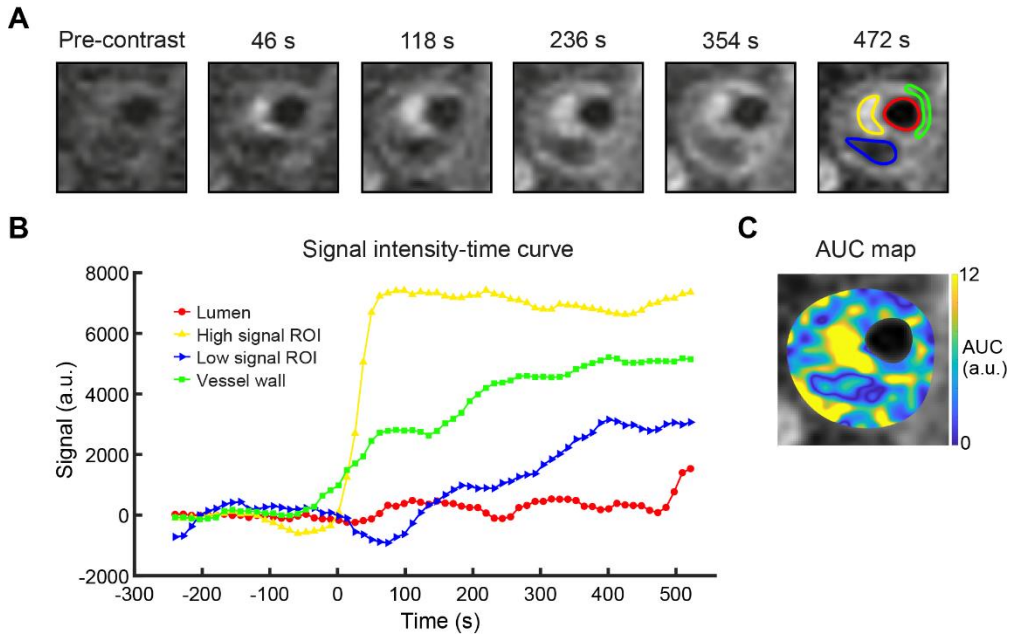 A
Pre-contrast 46 s 118 s 236 s 354 s 472 s
B
Signal intensity-time curve
8000
6000
4000
2000
0
-2000
Signal (a.u.)
Lumen
High signal ROI
Low signal ROI
Vessel wall
-300 -200 -100 0 100 200 300 400 500
Time (s)
C
AUC map
12
AUC
(a.u.)
0